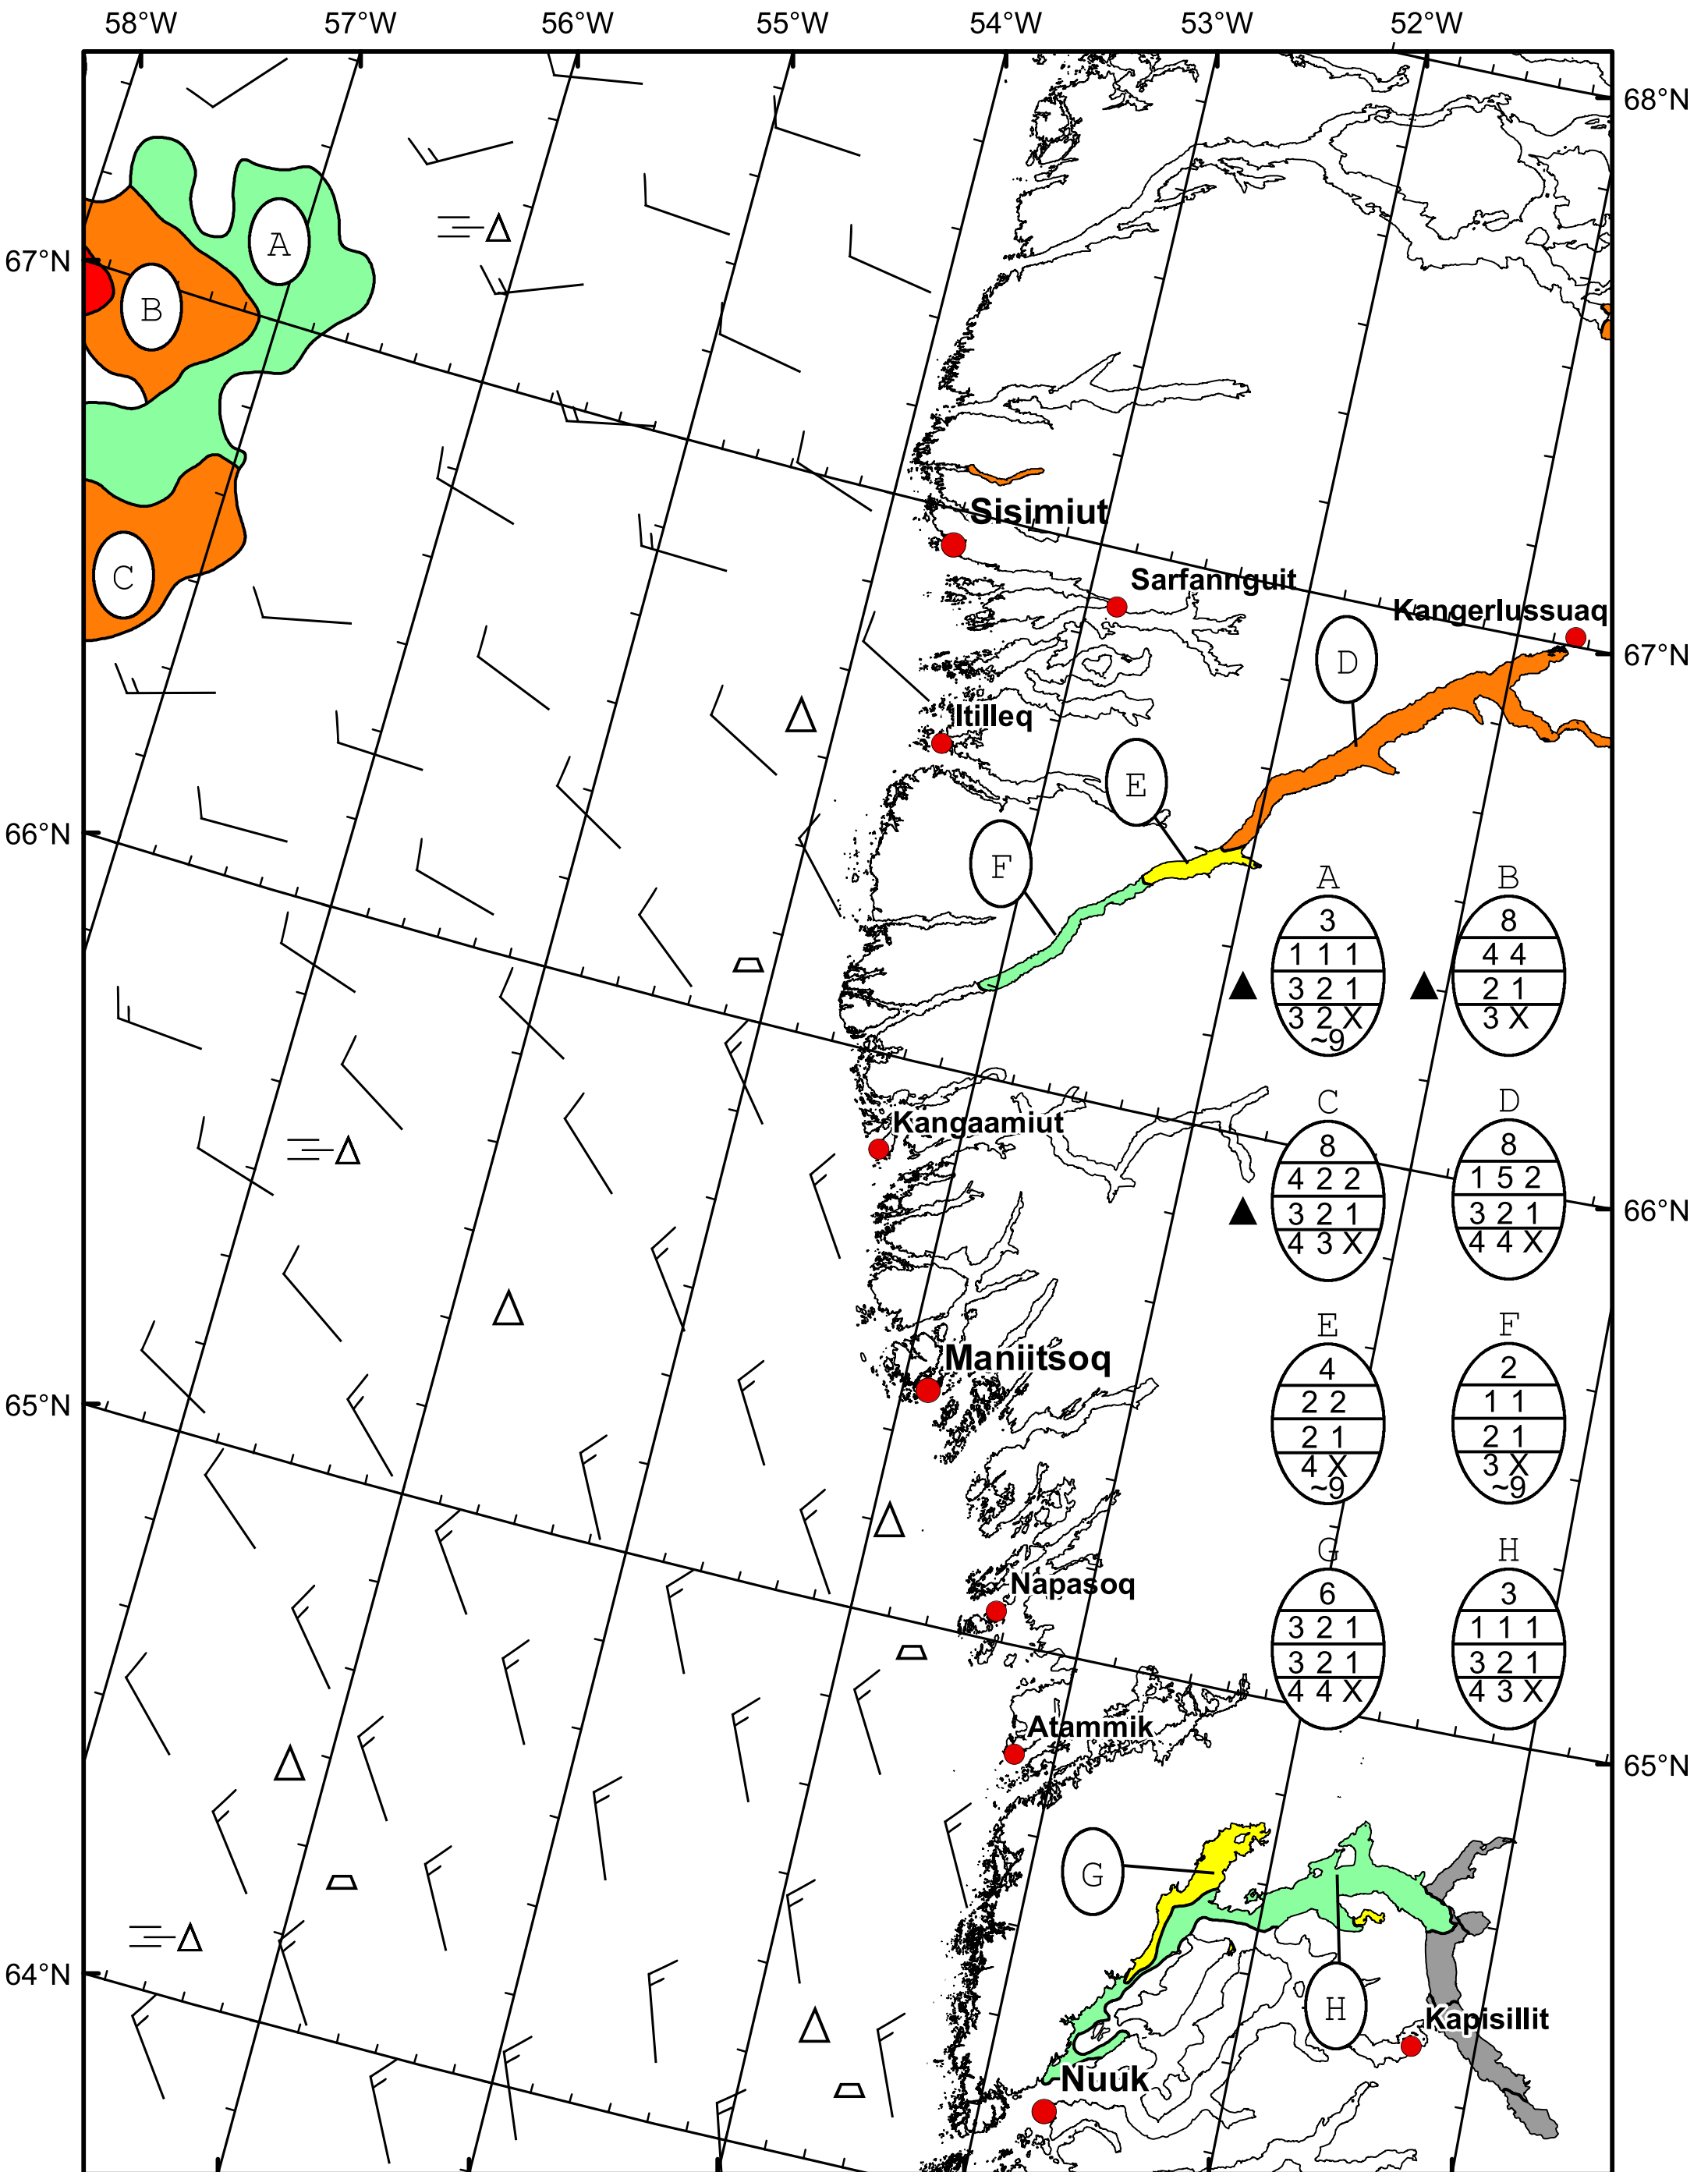 58°W 57°W 56°W 55°W 54°W 53°W 52°W
68°N
A
67°N
B
Sisimiut
C
Sarfannguit
Kangerlussuaq
67°N
D
Itilleq
E
66°N
F
A B
3 8
1 1 1 4 4
3 2 1 2 1
3 2 X 3 X
~9
Kangaamiut
C D
8 8
4 2 2 1 5 2
3 2 1 3 2 1
4 3 X 4 4 X
66°N
E F
Maniitsoq
4 2
2 2 1 1
65°N
2 1 2 1
4 X 3 X
~9 ~9
G H
Napasoq
6 3
3 2 1 1 1 1
3 2 1 3 2 1
4 4 X 4 3 X
Atammik
65°N
G
64°N
H
Kapisillit
Nuuk